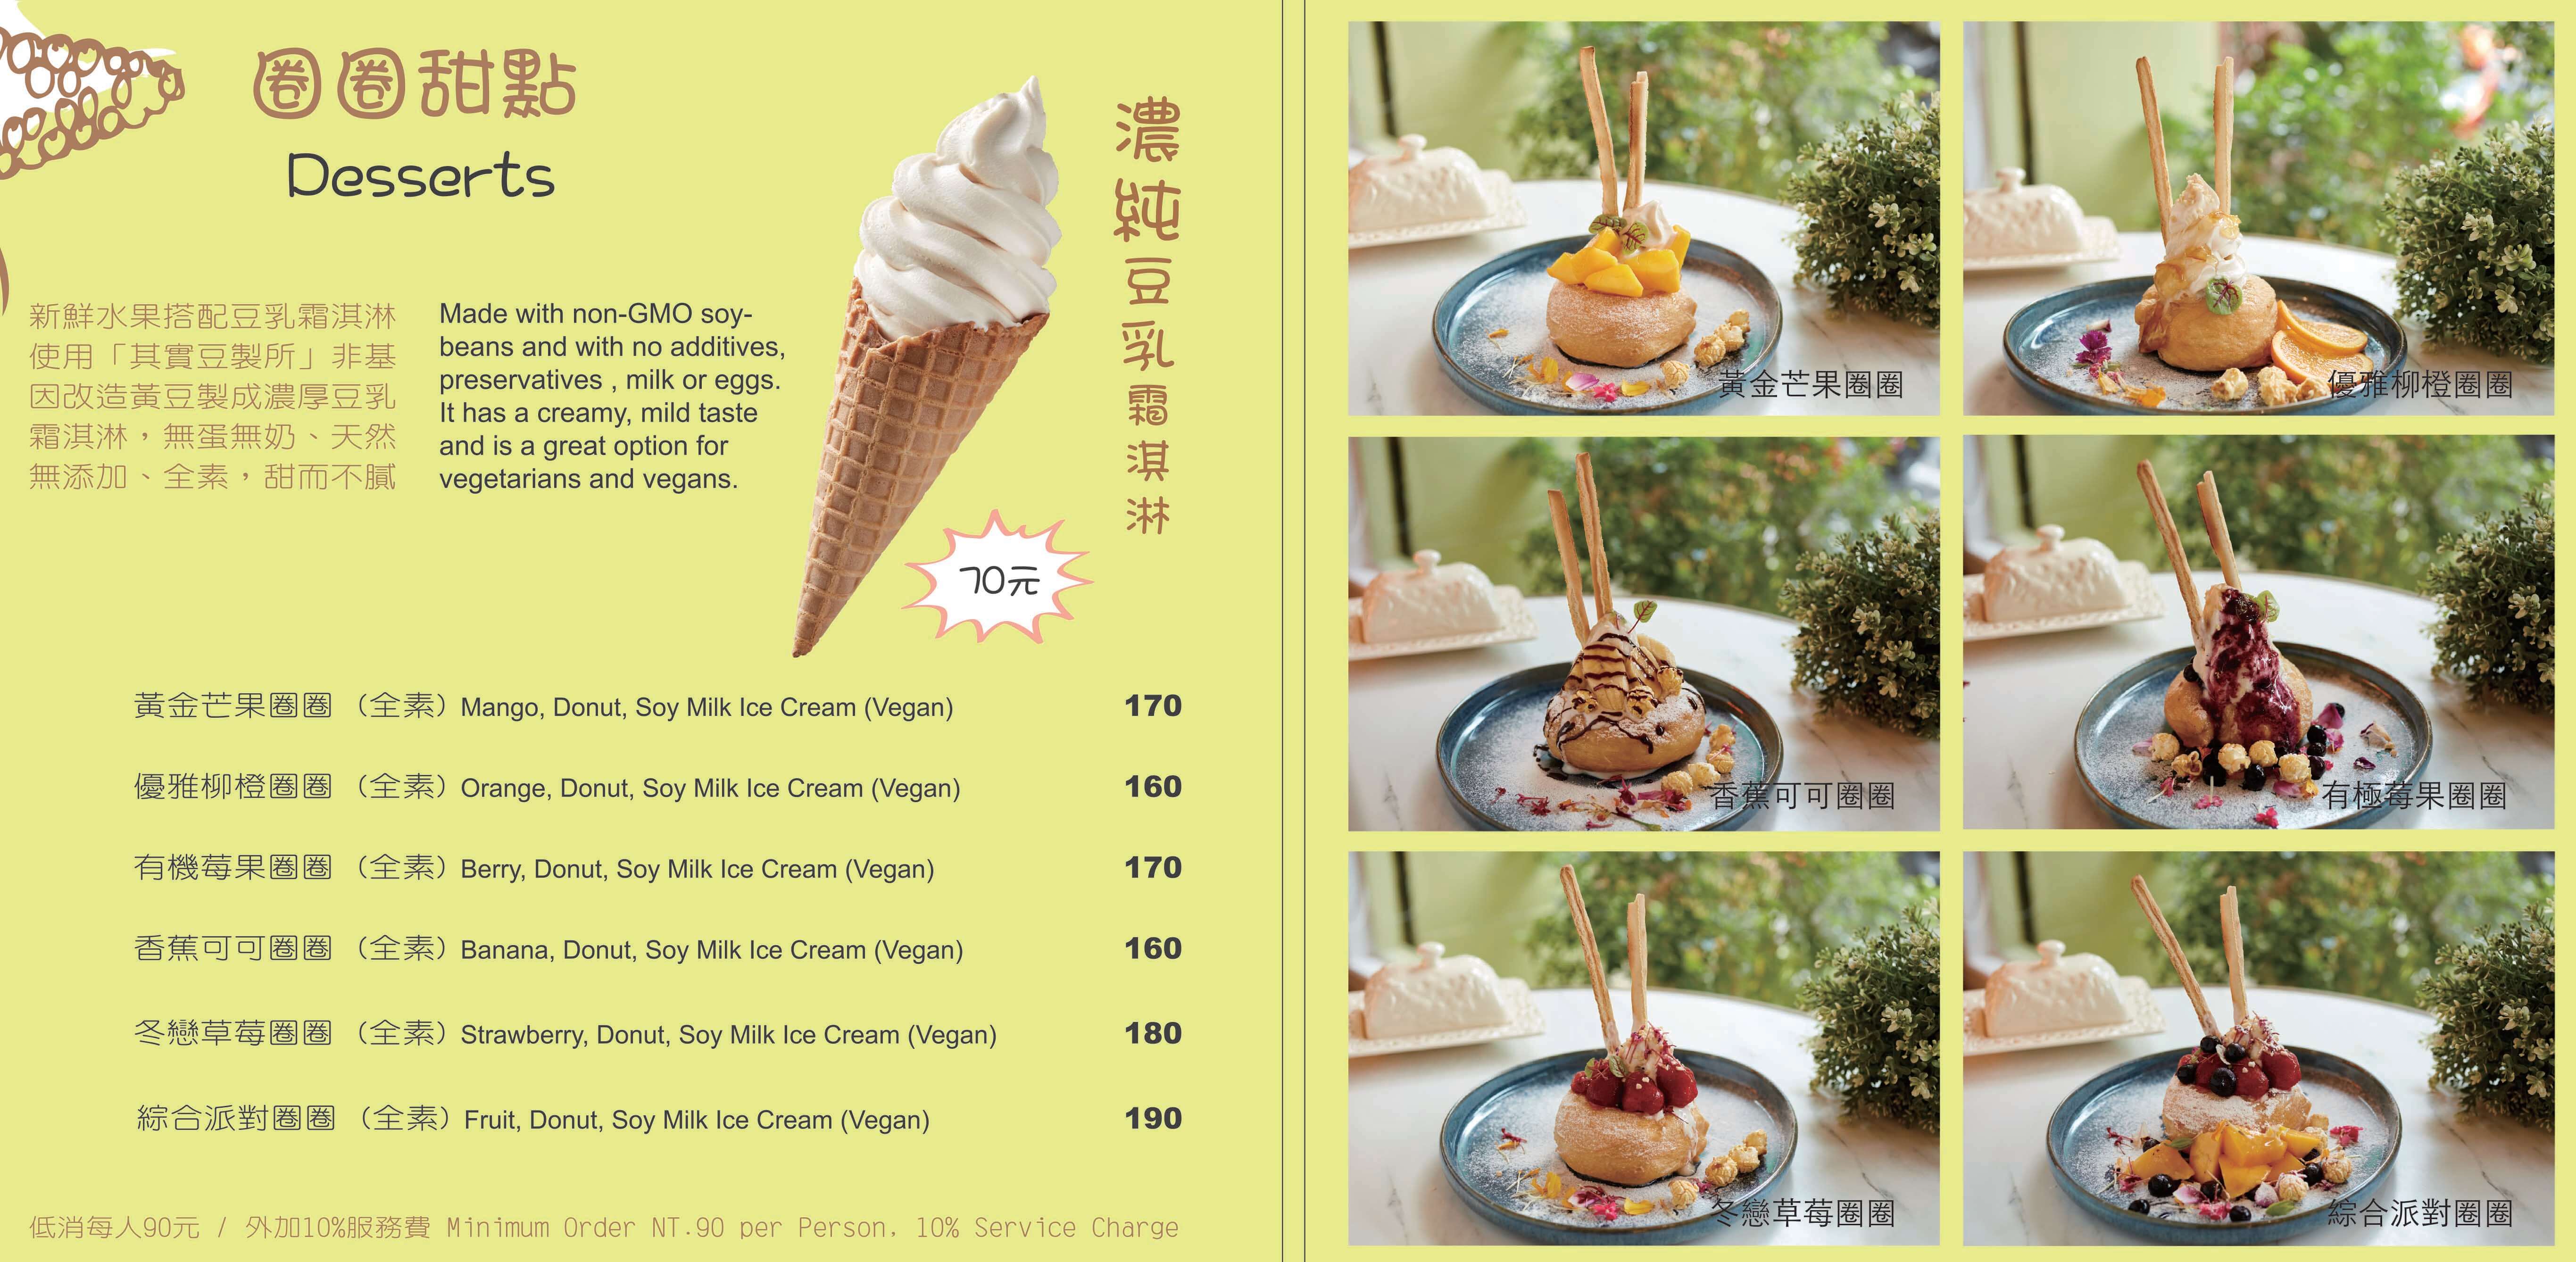 圈圈甜點
Desserts
新鮮水果搭配豆乳霜淇淋
使用「其實豆製所」非基
因改造黃豆製成濃厚豆乳
霜淇淋，無蛋無奶、天然
無添加、全素，甜而不膩
Made with non-GMO soy-
beans and with no additives,
preservatives , milk or eggs.
It has a creamy, mild taste
and is a great option for
vegetarians and vegans.
濃純豆乳霜淇淋
70元
黃金芒果圈圈（全素）Mango, Donut, Soy Milk Ice Cream (Vegan) 170
優雅柳橙圈圈（全素）Orange, Donut, Soy Milk Ice Cream (Vegan) 160
有機莓果圈圈（全素）Berry, Donut, Soy Milk Ice Cream (Vegan) 170
香蕉可可圈圈（全素）Banana, Donut, Soy Milk Ice Cream (Vegan) 160
冬戀草莓圈圈（全素）Strawberry, Donut, Soy Milk Ice Cream (Vegan) 180
綜合派對圈圈（全素）Fruit, Donut, Soy Milk Ice Cream (Vegan) 190
低消每人90元 / 外加10%服務費 Minimum Order NT.90 per Person, 10% Service Charge
黃金芒果圈圈
優雅柳橙圈圈
香蕉可可圈圈
有極莓果圈圈
冬戀草莓圈圈
綜合派對圈圈